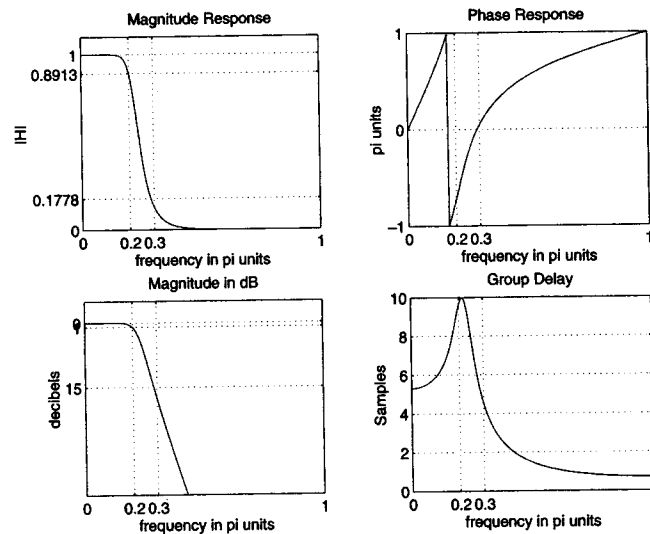 Magnitude Response
1
0.8913
|H|
0.1778
0
0 0.2 0.3 1
frequency in pi units
Phase Response
1
pi units
0
−1
0 0.2 0.3 1
frequency in pi units
Magnitude in dB
0
1
decibels
15
0 0.2 0.3 1
frequency in pi units
Group Delay
10
8
Samples
6
4
2
0
0 0.2 0.3 1
frequency in pi units